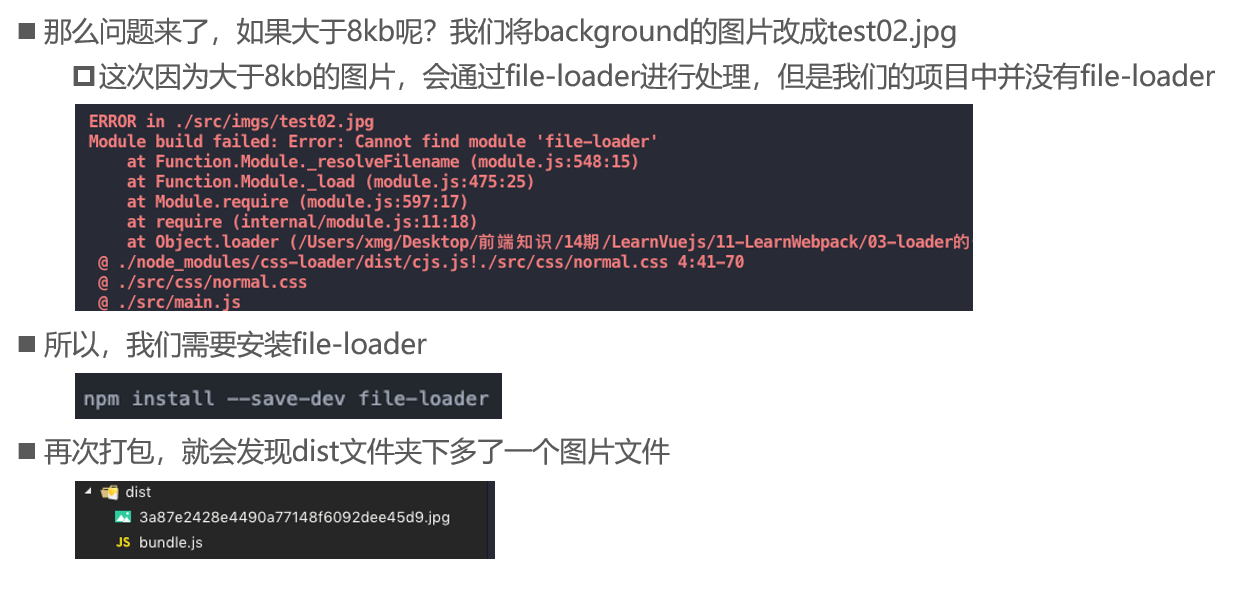 那么问题来了，如果大于8kb呢？我们将background的图片改成test02.jpg
这次因为大于8kb的图片，会通过file-loader进行处理，但是我们的项目中并没有file-loader
ERROR in ./src/imgs/test02.jpg
Module build failed: Error: Cannot find module 'file-loader'
at Function.Module._resolveFilename (module.js:548:15)
at Function.Module._load (module.js:475:25)
at Module.require (module.js:597:17)
at require (internal/module.js:11:18)
at Object.loader (/Users/xmg/Desktop/前端知识/14期/LearnVuejs/11-LearnWebpack/03-loader的
@ ./node_modules/css-loader/dist/cjs.js!./src/css/normal.css 4:41-70
@ ./src/css/normal.css
@ ./src/main.js
所以，我们需要安装file-loader
npm install --save-dev file-loader
再次打包，就会发现dist文件夹下多了一个图片文件
dist
3a87e2428e4490a77148f6092dee45d9.jpg
JS bundle.js